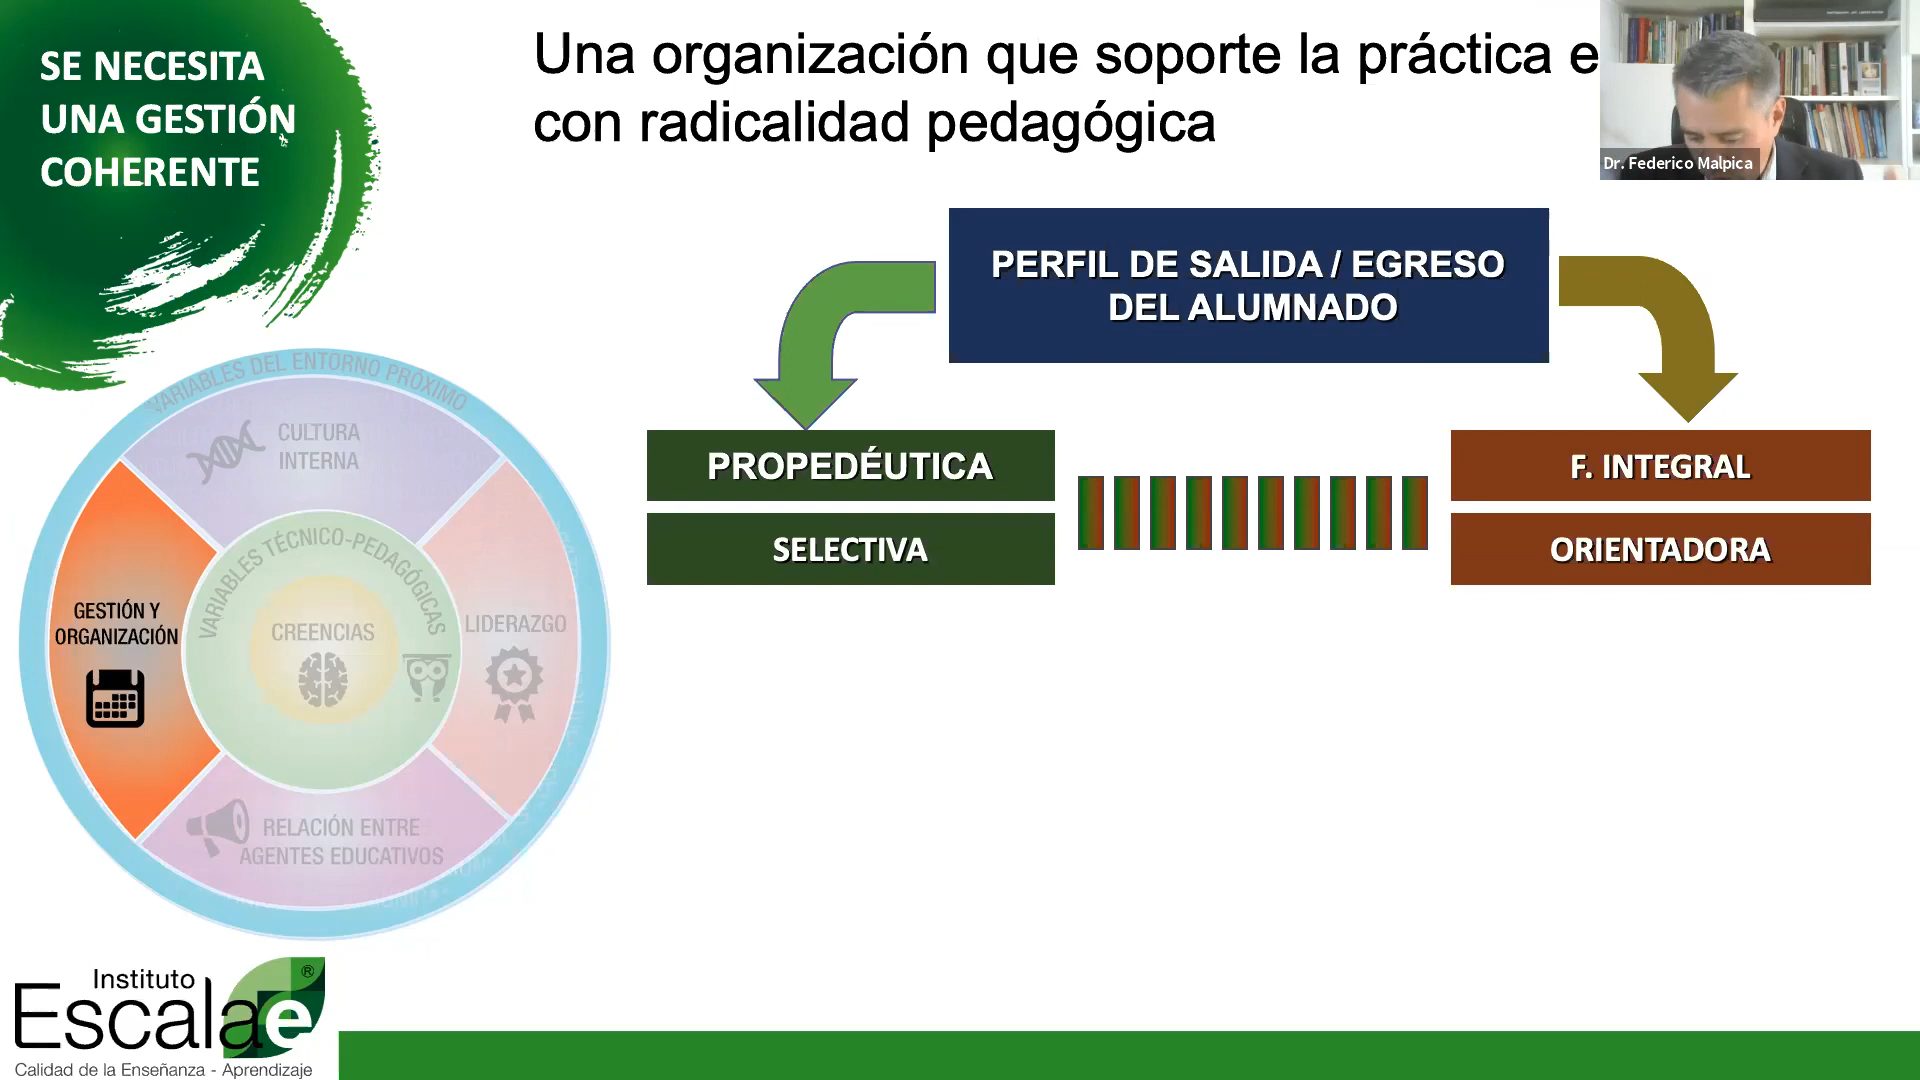 SE NECESITA
UNA GESTIÓN
COHERENTE
Una organización que soporte la práctica e
con radicalidad pedagógica
Dr. Federico Malpica
PERFIL DE SALIDA / EGRESO
DEL ALUMNADO
PROPEDÉUTICA
SELECTIVA
F. INTEGRAL
ORIENTADORA
VARIABLES DEL ENTORNO PRÓXIMO
CULTURA
INTERNA
VARIABLES TÉCNICO-PEDAGÓGICAS
GESTIÓN Y
ORGANIZACIÓN
CREENCIAS
LIDERAZGO
RELACIÓN ENTRE
AGENTES EDUCATIVOS
Instituto
Escalae
®
Calidad de la Enseñanza - Aprendizaje